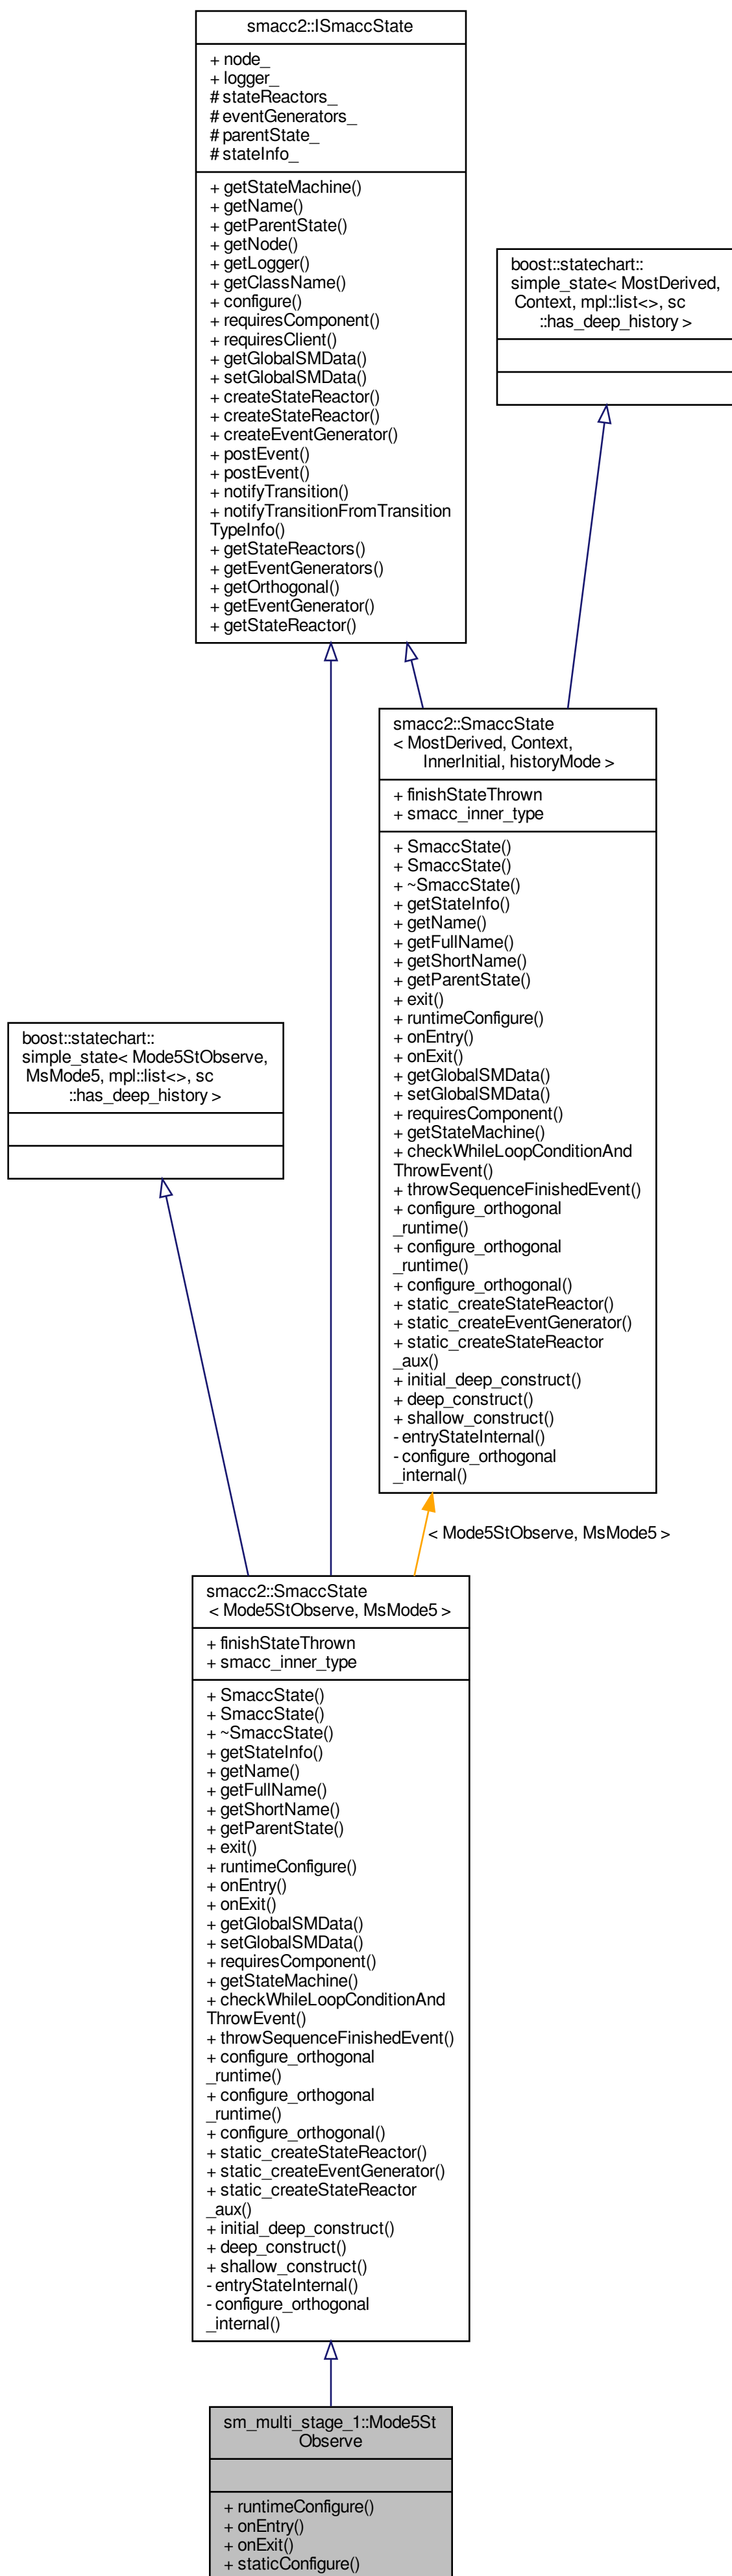 smacc2::ISmaccState
+ node_
+ logger_
# stateReactors_
# eventGenerators_
# parentState_
# stateInfo_
+ getStateMachine()
+ getName()
+ getParentState()
+ getNode()
+ getLogger()
+ getClassName()
+ configure()
+ requiresComponent()
+ requiresClient()
+ getGlobalSMData()
+ setGlobalSMData()
+ createStateReactor()
+ createStateReactor()
+ createEventGenerator()
+ postEvent()
+ postEvent()
+ notifyTransition()
+ notifyTransitionFromTransition
TypeInfo()
+ getStateReactors()
+ getEventGenerators()
+ getOrthogonal()
+ getEventGenerator()
+ getStateReactor()
boost::statechart::
simple_state< MostDerived,
Context, mpl::list<>, sc
::has_deep_history >
smacc2::SmaccState
< MostDerived, Context,
InnerInitial, historyMode >
+ finishStateThrown
+ smacc_inner_type
+ SmaccState()
+ SmaccState()
+ ~SmaccState()
+ getStateInfo()
+ getName()
+ getFullName()
+ getShortName()
+ getParentState()
+ exit()
+ runtimeConfigure()
+ onEntry()
+ onExit()
+ getGlobalSMData()
+ setGlobalSMData()
+ requiresComponent()
+ getStateMachine()
+ checkWhileLoopConditionAnd
ThrowEvent()
+ throwSequenceFinishedEvent()
+ configure_orthogonal
_runtime()
+ configure_orthogonal
_runtime()
+ configure_orthogonal()
+ static_createStateReactor()
+ static_createEventGenerator()
+ static_createStateReactor
_aux()
+ initial_deep_construct()
+ deep_construct()
+ shallow_construct()
- entryStateInternal()
- configure_orthogonal
_internal()
boost::statechart::
simple_state< Mode5StObserve,
MsMode5, mpl::list<>, sc
::has_deep_history >
< Mode5StObserve, MsMode5 >
smacc2::SmaccState
< Mode5StObserve, MsMode5 >
+ finishStateThrown
+ smacc_inner_type
+ SmaccState()
+ SmaccState()
+ ~SmaccState()
+ getStateInfo()
+ getName()
+ getFullName()
+ getShortName()
+ getParentState()
+ exit()
+ runtimeConfigure()
+ onEntry()
+ onExit()
+ getGlobalSMData()
+ setGlobalSMData()
+ requiresComponent()
+ getStateMachine()
+ checkWhileLoopConditionAnd
ThrowEvent()
+ throwSequenceFinishedEvent()
+ configure_orthogonal
_runtime()
+ configure_orthogonal
_runtime()
+ configure_orthogonal()
+ static_createStateReactor()
+ static_createEventGenerator()
+ static_createStateReactor
_aux()
+ initial_deep_construct()
+ deep_construct()
+ shallow_construct()
- entryStateInternal()
- configure_orthogonal
_internal()
sm_multi_stage_1::Mode5St
Observe
+ runtimeConfigure()
+ onEntry()
+ onExit()
+ staticConfigure()